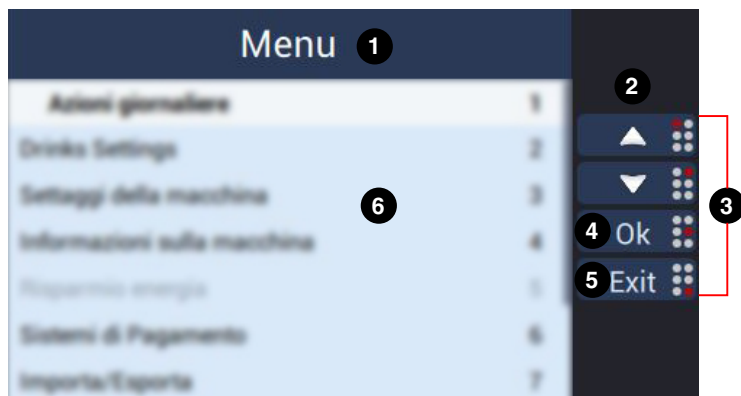 Menu 1
2
Azioni giornaliere 1
Drinks Settings 2
Settaggi della macchina 3
3
6
Informazioni sulla macchina 4
4 Ok
5 Exit
Risparmio energia 5
Sistemi di Pagamento 6
Importa/Esporta 7